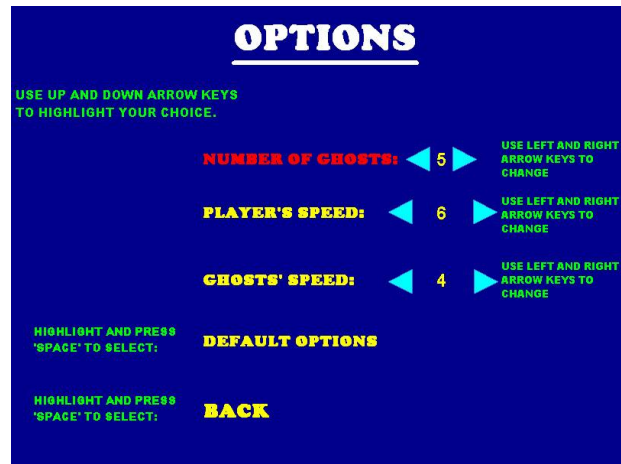 OPTIONS
USE UP AND DOWN ARROW KEYS
TO HIGHLIGHT YOUR CHOICE.
NUMBER OF GHOSTS: 5
USE LEFT AND RIGHT
ARROW KEYS TO
CHANGE
PLAYER'S SPEED: 6
USE LEFT AND RIGHT
ARROW KEYS TO
CHANGE
GHOSTS' SPEED: 4
USE LEFT AND RIGHT
ARROW KEYS TO
CHANGE
HIGHLIGHT AND PRESS
'SPACE' TO SELECT:
DEFAULT OPTIONS
HIGHLIGHT AND PRESS
'SPACE' TO SELECT:
BACK